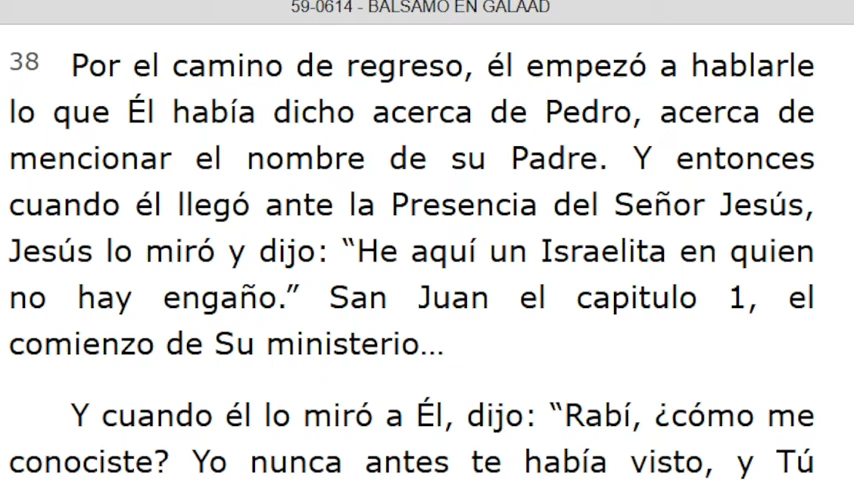 59-0614 - BALSAMO EN GALAAD
38 Por el camino de regreso, él empezó a hablarle
lo que Él había dicho acerca de Pedro, acerca de
mencionar el nombre de su Padre. Y entonces
cuando él llegó ante la Presencia del Señor Jesús,
Jesús lo miró y dijo: “He aquí un Israelita en quien
no hay engaño.” San Juan el capitulo 1, el
comienzo de Su ministerio…
Y cuando él lo miró a Él, dijo: “Rabí, ¿cómo me
conociste? Yo nunca antes te había visto, y Tú